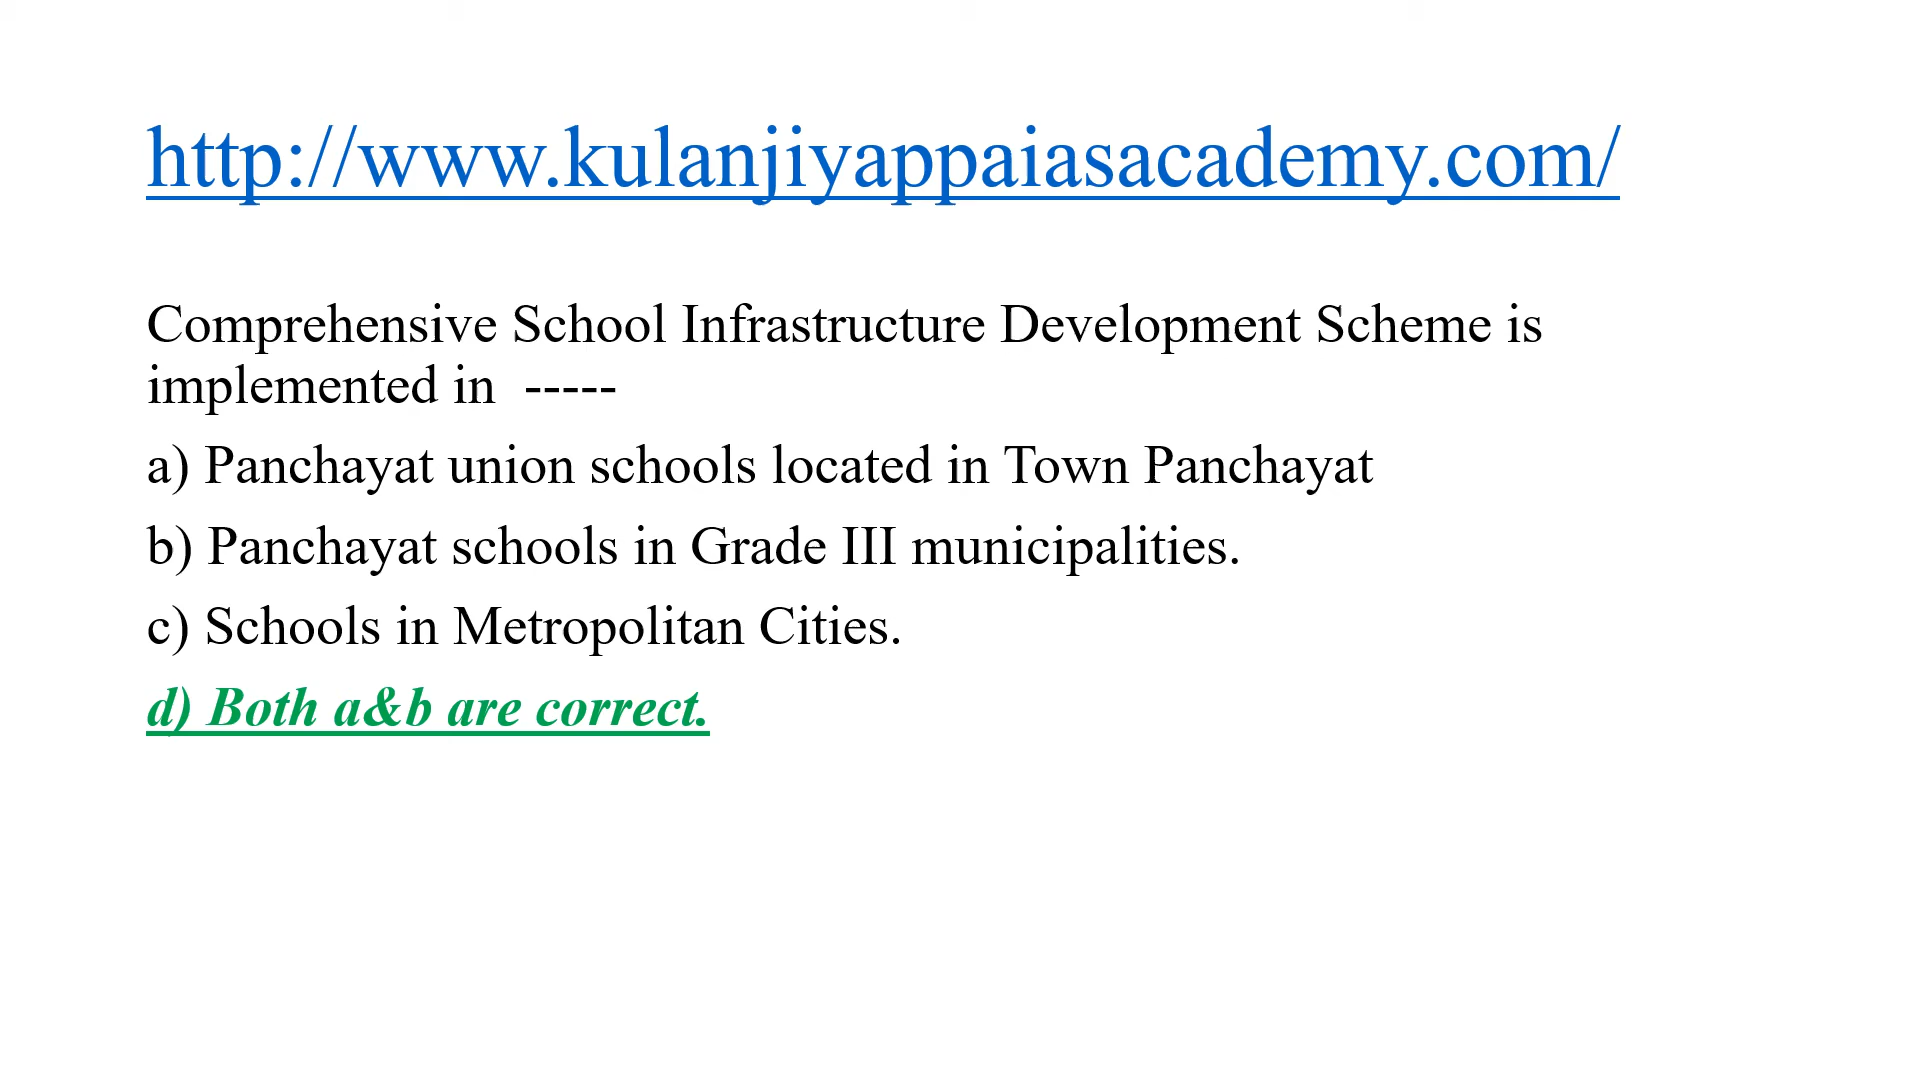 http://www.kulanjiyappaiasacademy.com/
Comprehensive School Infrastructure Development Scheme is
implemented in  -----
a) Panchayat union schools located in Town Panchayat
b) Panchayat schools in Grade III municipalities.
c) Schools in Metropolitan Cities.
d) Both a&b are correct.